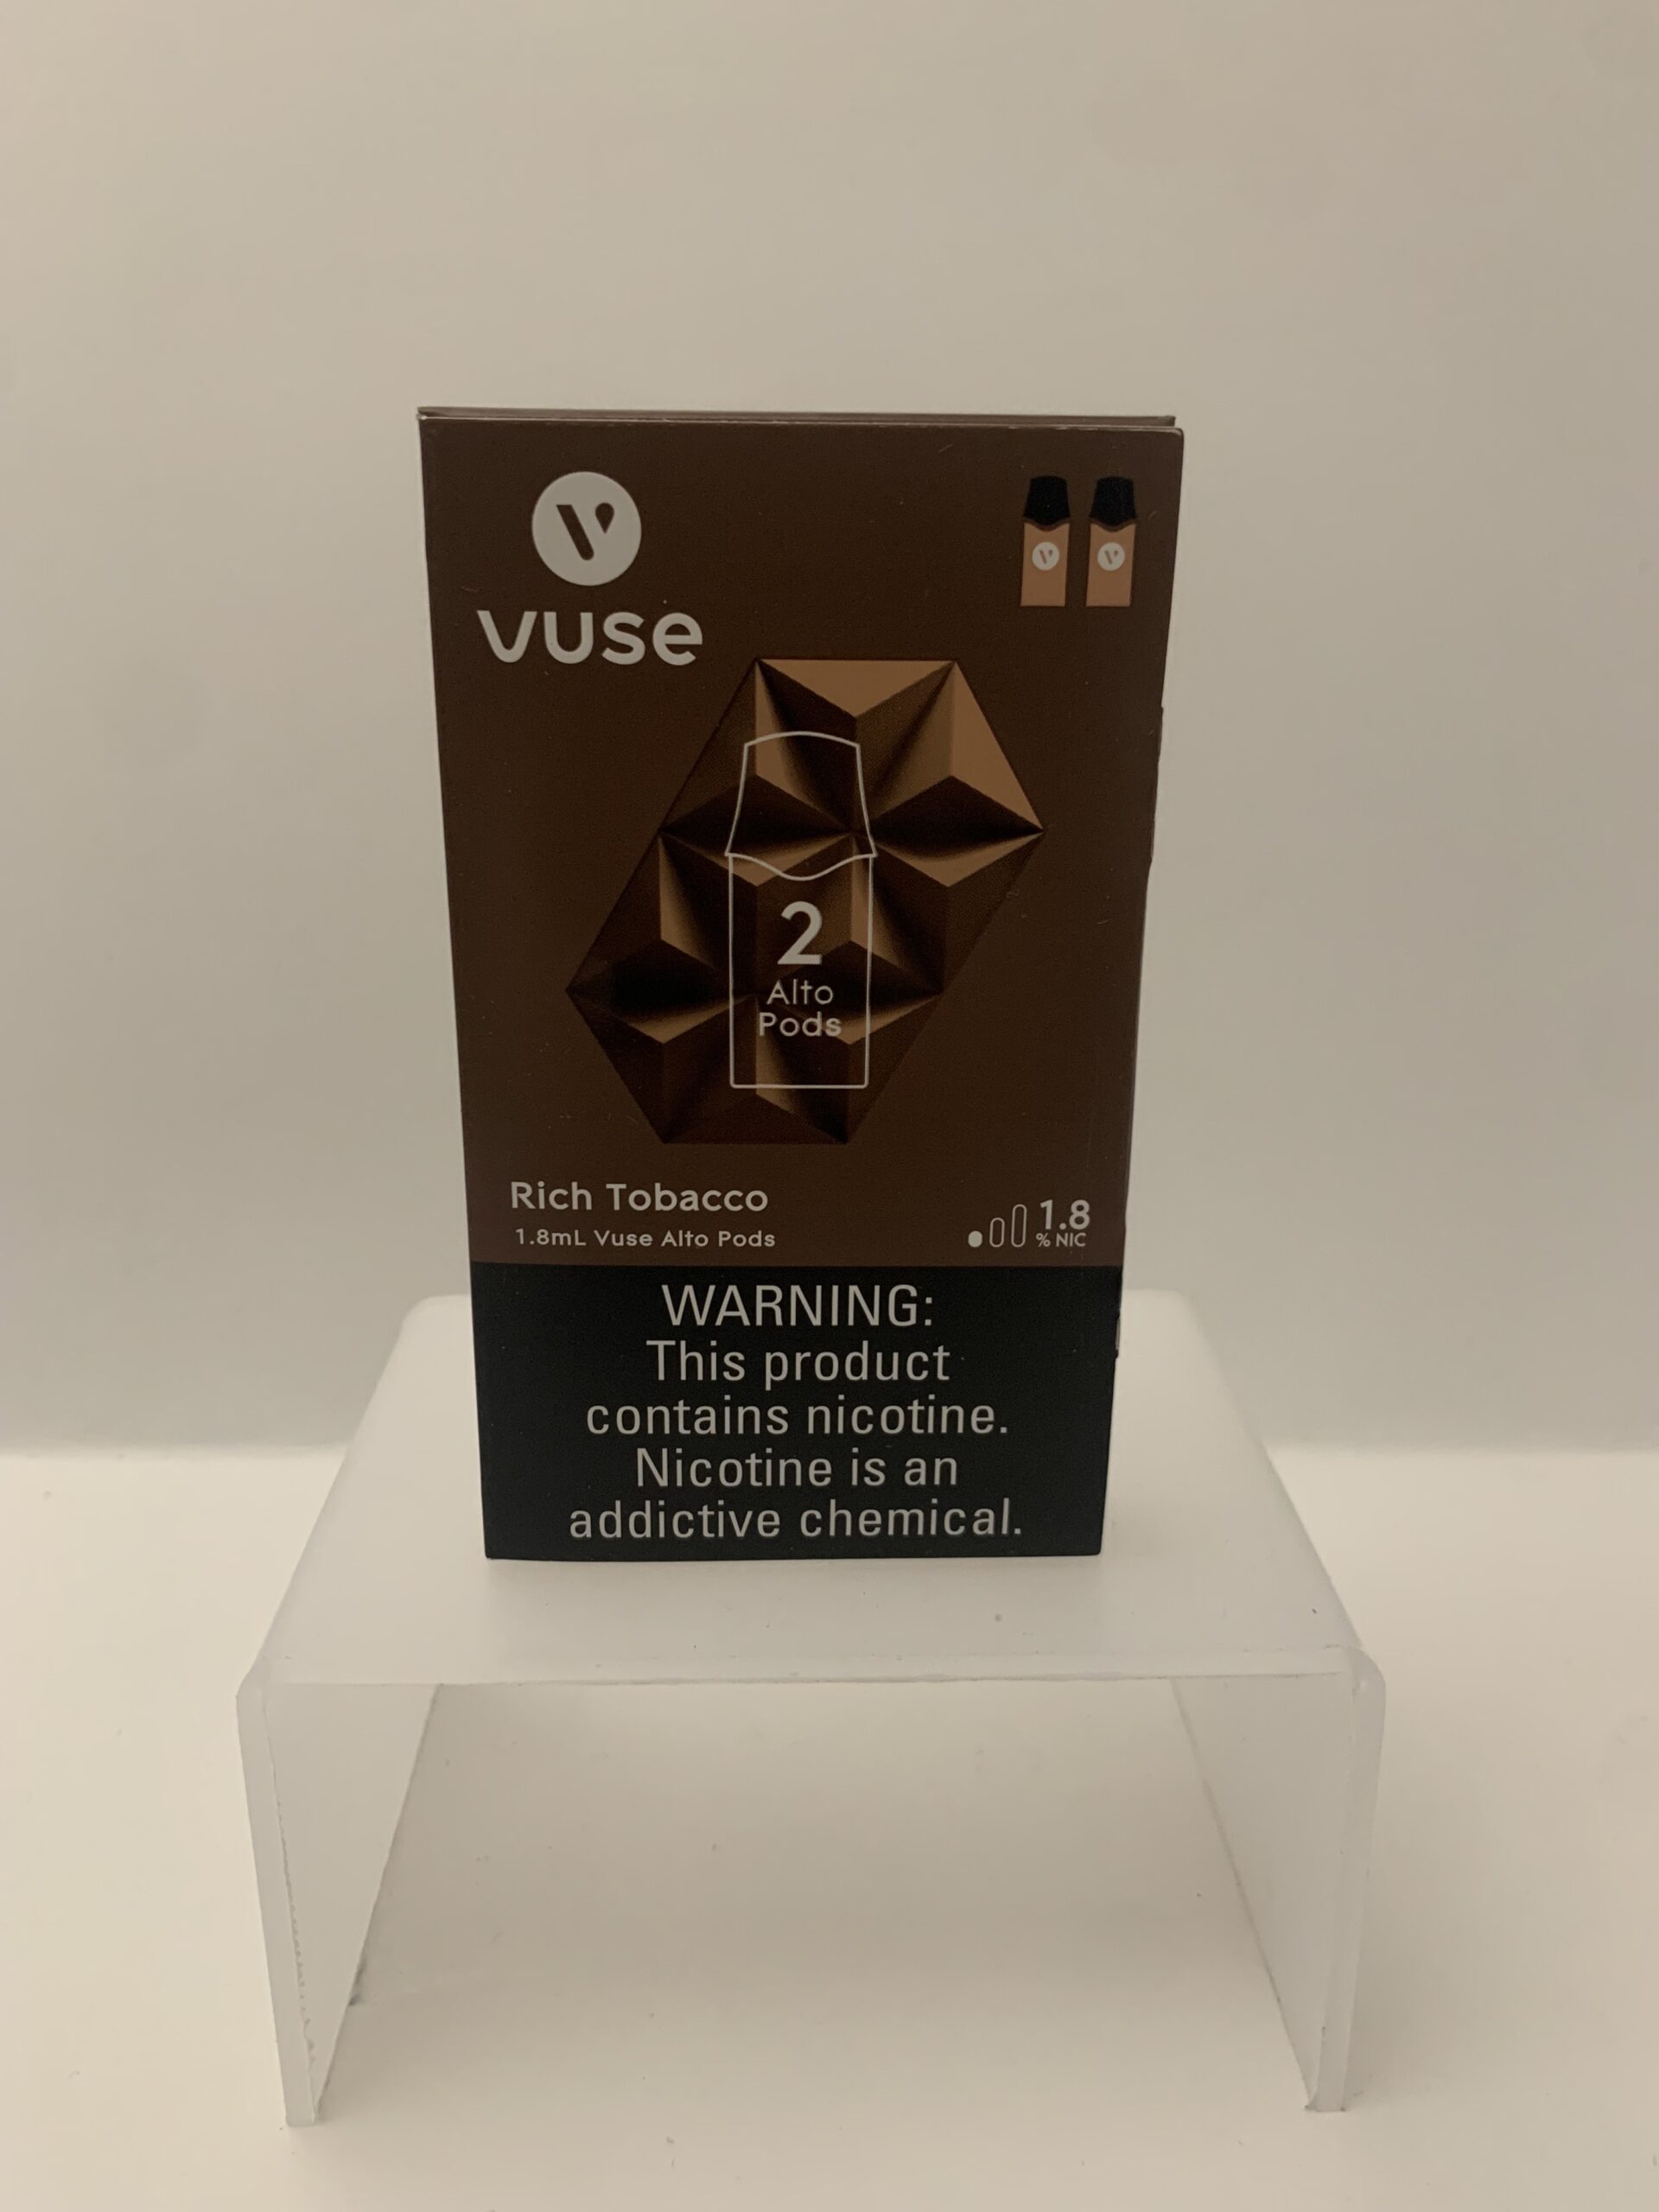 vuse
2
Alto
Pods
Rich Tobacco
1.8mL Vuse Alto Pods
1.8
% NIC
WARNING:
This product
contains nicotine.
Nicotine is an
addictive chemical.